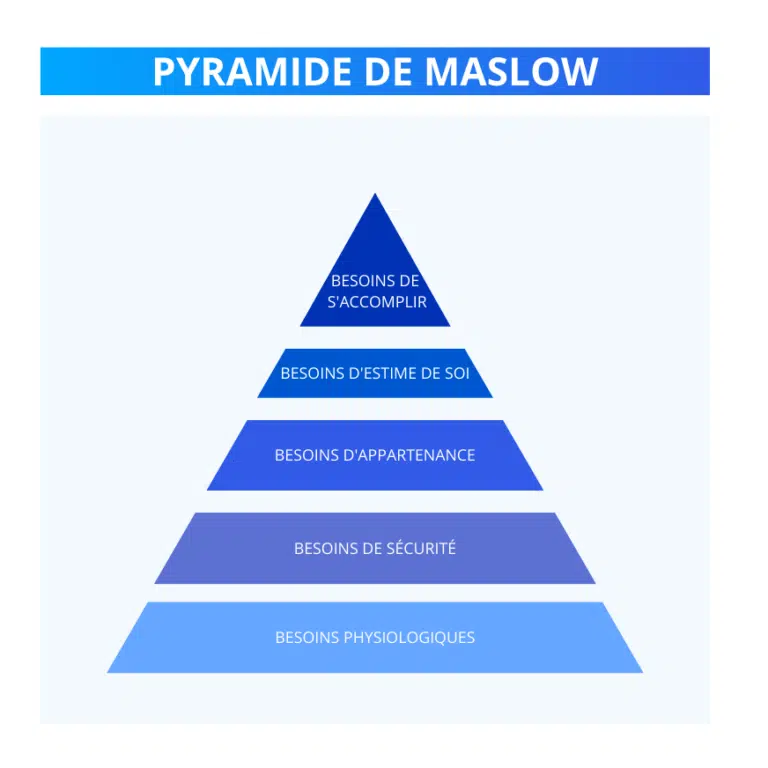 PYRAMIDE DE MASLOW
BESOINS DE
S'ACCOMPLIR
BESOINS D'ESTIME DE SOI
BESOINS D'APPARTENANCE
BESOINS DE SÉCURITÉ
BESOINS PHYSIOLOGIQUES